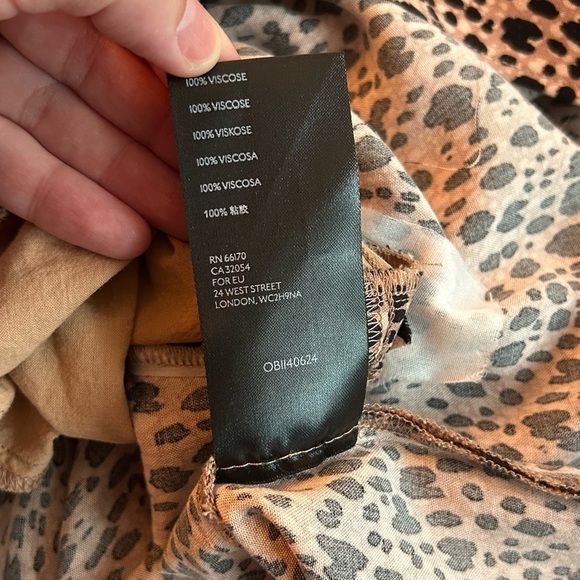 100% VISCOSE
100% VISCOSE
100% VISKOSE
100% VISCOSA
100% VISCOSA
100% 粘胶
RN 66170
CA 32054
FOR EU
24 WEST STREET
LONDON, WC2H9NA
OB1140624